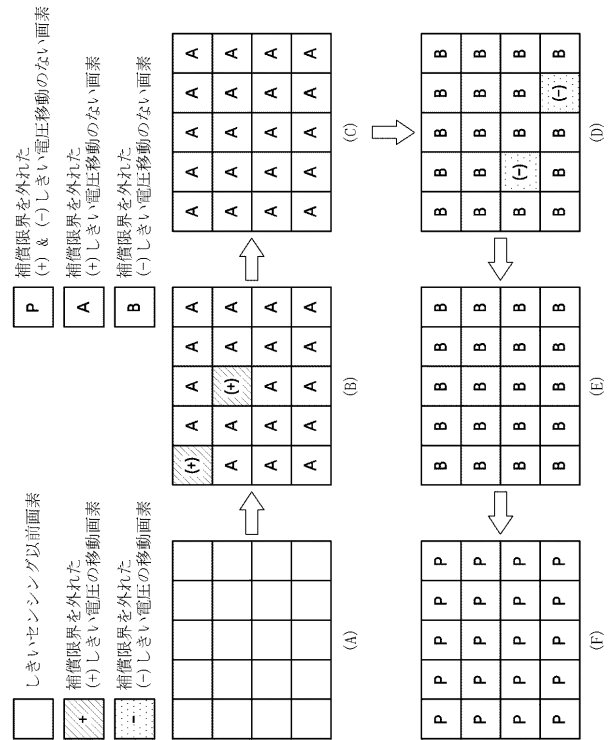 しきいセンシング以前画素
+
補償限界を外れた
(+)しきい電圧の移動画素
−
補償限界を外れた
(−)しきい電圧の移動画素
P
補償限界を外れた
(+) & (−)しきい電圧移動のない画素
A
補償限界を外れた
(+)しきい電圧移動のない画素
B
補償限界を外れた
(−)しきい電圧移動のない画素
(A)
(+) A A A A
A A (+) A A
A A A A A
A A A A A
(B)
A A A A A
A A A A A
A A A A A
A A A A A
(C)
P P P P P
P P P P P
P P P P P
P P P P P
(F)
B B B B B
B B B B B
B B B B B
B B B B B
(E)
B B B B B
B B B B B
B (−) B B B
B B B (−) B
(D)